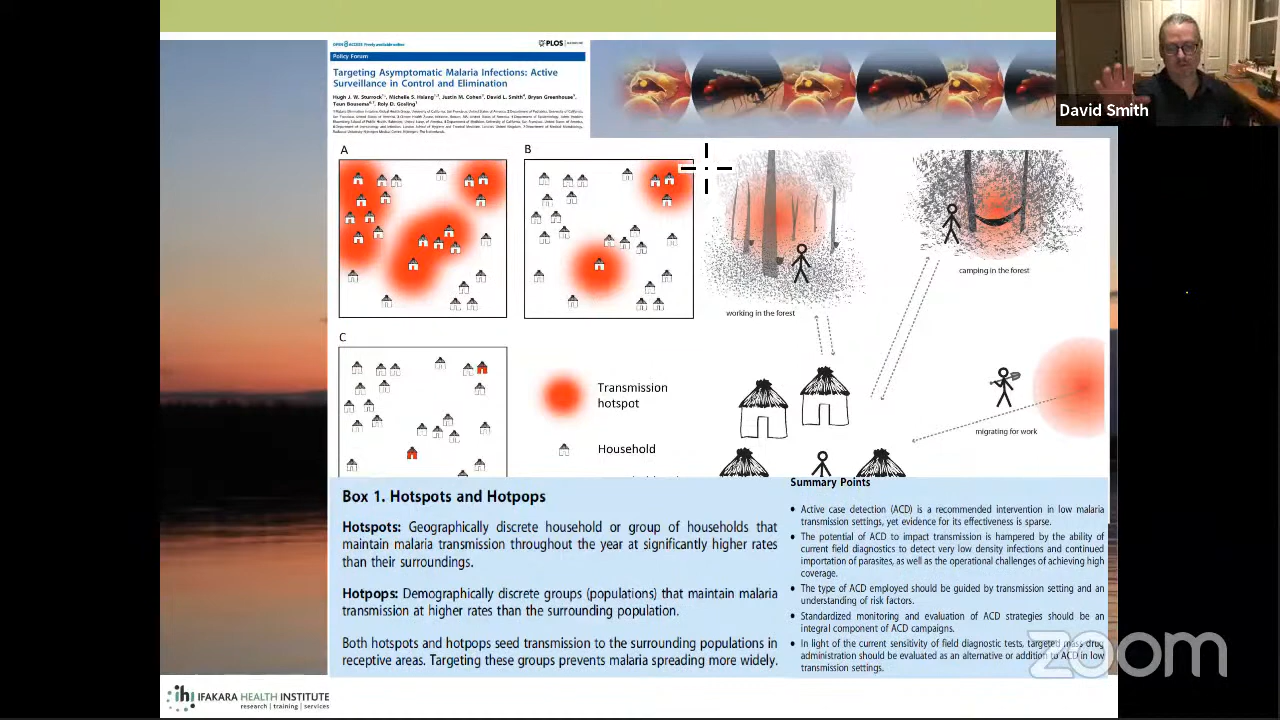 OPEN ACCESS Freely available online
PLOS MEDICINE
Policy Forum
Targeting Asymptomatic Malaria Infections: Active
Surveillance in Control and Elimination
Hugh J. W. Sturrock, Michelle S. Hsiang, Justin M. Cohen, David L. Smith, Bryan Greenhouse,
Teun Bousema, Roly D. Gosling
David Smith
A
B
working in the forest
camping in the forest
C
Transmission
hotspot
Household
migrating for work
Box 1. Hotspots and Hotpops
Hotspots: Geographically discrete household or group of households that
maintain malaria transmission throughout the year at significantly higher rates
than their surroundings.
Hotpops: Demographically discrete groups (populations) that maintain malaria
transmission at higher rates than the surrounding population.
Both hotspots and hotpops seed transmission to the surrounding populations in
receptive areas. Targeting these groups prevents malaria spreading more widely.
Summary Points
• Active case detection (ACD) is a recommended intervention in low malaria
transmission settings, yet evidence for its effectiveness is sparse.
• The potential of ACD to impact transmission is hampered by the ability of
current field diagnostics to detect very low density infections and continued
importation of parasites, as well as the operational challenges of achieving high
coverage.
• The type of ACD employed should be guided by transmission setting and an
understanding of risk factors.
• Standardized monitoring and evaluation of ACD strategies should be an
integral component of ACD campaigns.
• In light of the current sensitivity of field diagnostic tests, targeted mass drug
administration should be evaluated as an alternative or addition to ACD in low
transmission settings.
zoom
ihi IFAKARA HEALTH INSTITUTE
research | training | services